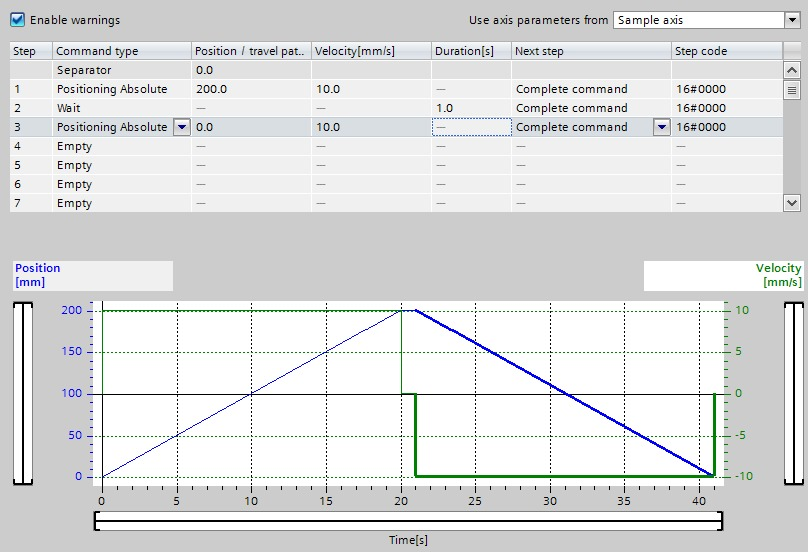 Enable warnings Use axis parameters from Sample axis
Step Command type Position / travel pat.. Velocity[mm/s] Duration[s] Next step Step code
Separator 0.0
1 Positioning Absolute 200.0 10.0 — Complete command 16#0000
2 Wait — — 1.0 Complete command 16#0000
3 Positioning Absolute 0.0 10.0 — Complete command 16#0000
4 Empty — — — — —
5 Empty — — — — —
6 Empty — — — — —
7 Empty — — — — —
Position Velocity
[mm] [mm/s]
200 10
150 5
100 0
50 -5
0 -10
0 5 10 15 20 25 30 35 40
Time[s]